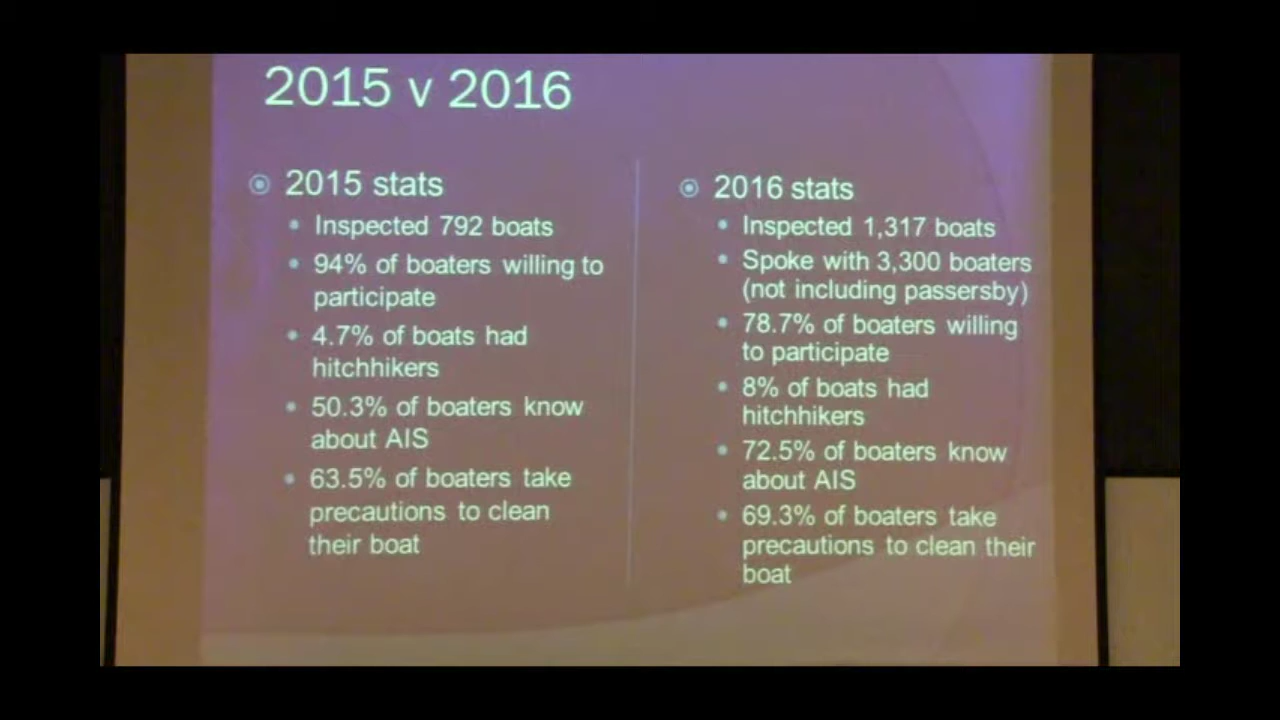 2015 v 2016
2015 stats
Inspected 792 boats
94% of boaters willing to
participate
4.7% of boats had
hitchhikers
50.3% of boaters know
about AIS
63.5% of boaters take
precautions to clean
their boat
2016 stats
Inspected 1,317 boats
Spoke with 3,300 boaters
(not including passersby)
78.7% of boaters willing
to participate
8% of boats had
hitchhikers
72.5% of boaters know
about AIS
69.3% of boaters take
precautions to clean their
boat